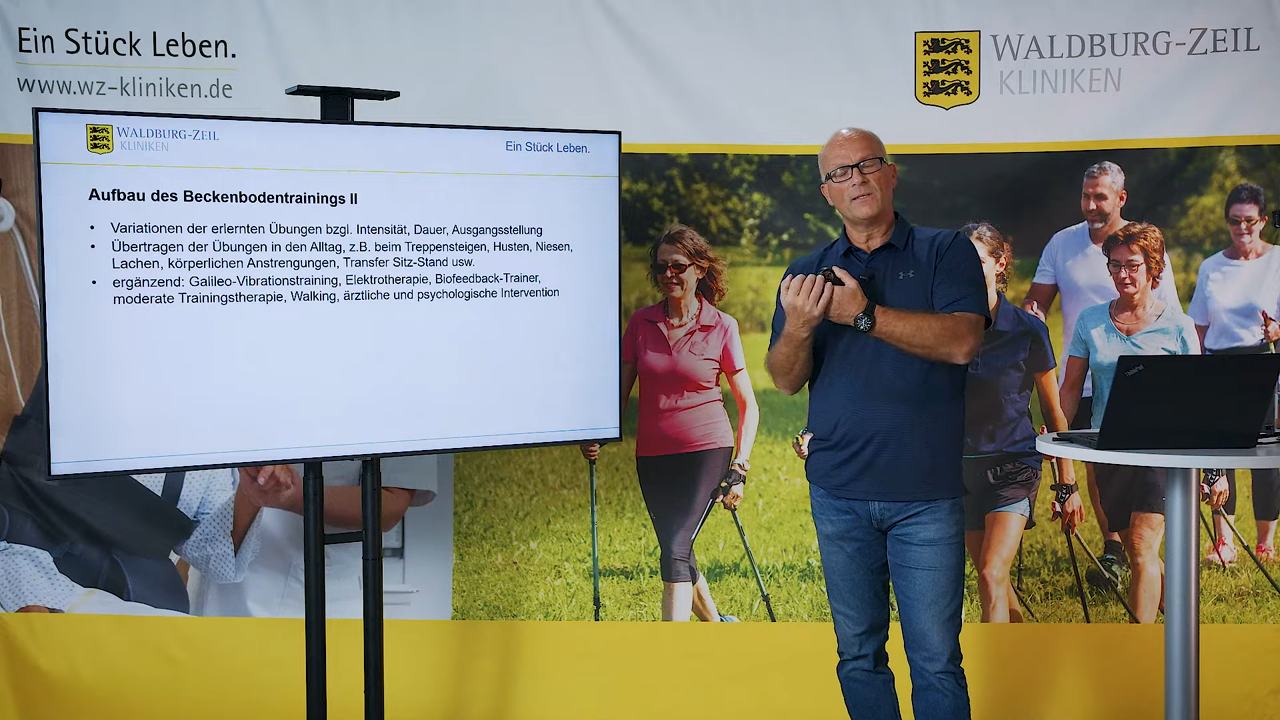 Ein Stück Leben.
www.wz-kliniken.de
WALDBURG-ZEIL
KLINIKEN
WALDBURG-ZEIL
KLINIKEN
Ein Stück Leben.
Aufbau des Beckenbodentrainings II
• Variationen der erlernten Übungen bzgl. Intensität, Dauer, Ausgangsstellung
• Übertragen der Übungen in den Alltag, z.B. beim Treppensteigen, Husten, Niesen,
Lachen, körperlichen Anstrengungen, Transfer Sitz-Stand usw.
• ergänzend: Galileo-Vibrationstraining, Elektrotherapie, Biofeedback-Trainer,
moderate Trainingstherapie, Walking, ärztliche und psychologische Intervention
ThinkPad